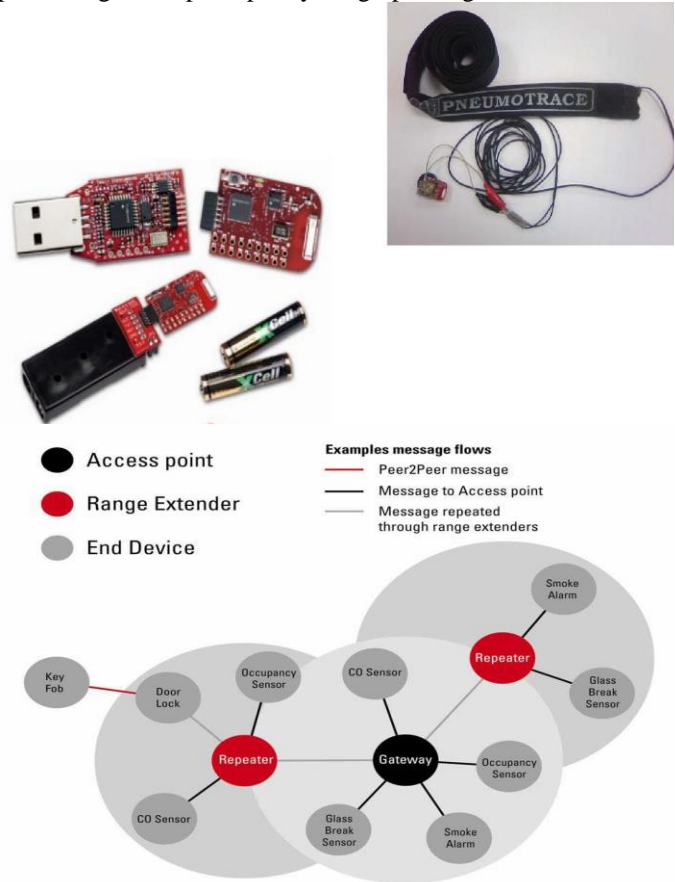 PNEUMOTRACE
XCell
XCell
Access point
Range Extender
End Device
Examples message flows
Peer2Peer message
Message to Access point
Message repeated
through range extenders
Smoke
Alarm
Repeater
Glass
Break
Sensor
Key
Fob
Door
Lock
Occupancy
Sensor
CO Sensor
Repeater
Gateway
Occupancy
Sensor
CO Sensor
Glass
Break
Sensor
Smoke
Alarm